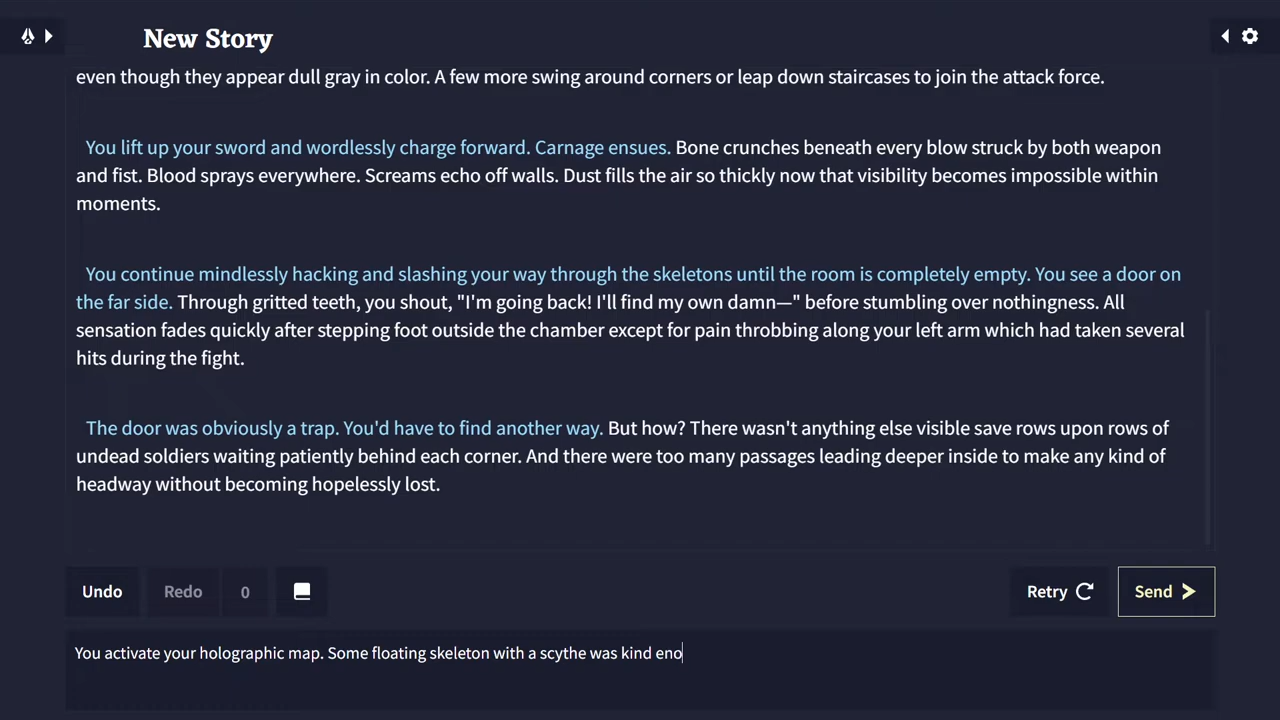 New Story
even though they appear dull gray in color. A few more swing around corners or leap down staircases to join the attack force.
You lift up your sword and wordlessly charge forward. Carnage ensues. Bone crunches beneath every blow struck by both weapon
and fist. Blood sprays everywhere. Screams echo off walls. Dust fills the air so thickly now that visibility becomes impossible within
moments.
You continue mindlessly hacking and slashing your way through the skeletons until the room is completely empty. You see a door on
the far side. Through gritted teeth, you shout, "I'm going back! I'll find my own damn—" before stumbling over nothingness. All
sensation fades quickly after stepping foot outside the chamber except for pain throbbing along your left arm which had taken several
hits during the fight.
The door was obviously a trap. You'd have to find another way. But how? There wasn't anything else visible save rows upon rows of
undead soldiers waiting patiently behind each corner. And there were too many passages leading deeper inside to make any kind of
headway without becoming hopelessly lost.
Undo Redo 0 Retry Send
You activate your holographic map. Some floating skeleton with a scythe was kind eno